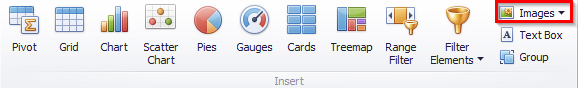 Pivot
Grid
Chart
Scatter
Chart
Pies
Gauges
Cards
Treemap
Range
Filter
Filter
Elements
Images
Text Box
Group
Insert